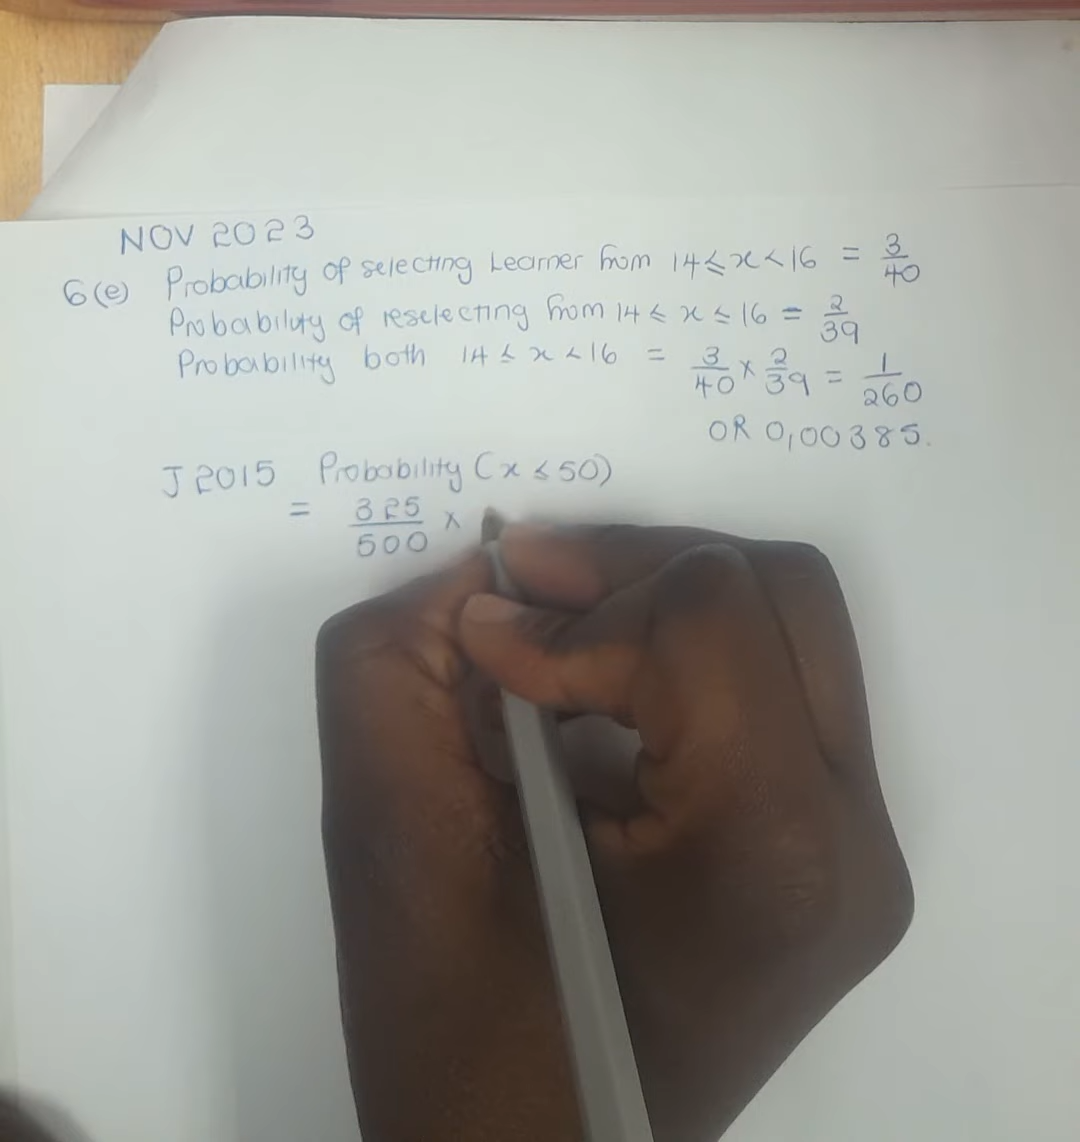 NOV 2023
6(e) Probability of selecting Learner from 14 ≤ x < 16 = 3/40
Probability of reselecting from 14 ≤ x ≤ 16 = 2/39
Probability both 14 ≤ x < 16 = 3/40 × 2/39 = 1/260
OR 0,00385.
J 2015 Probability (x ≤ 50)
= 325/500 ×